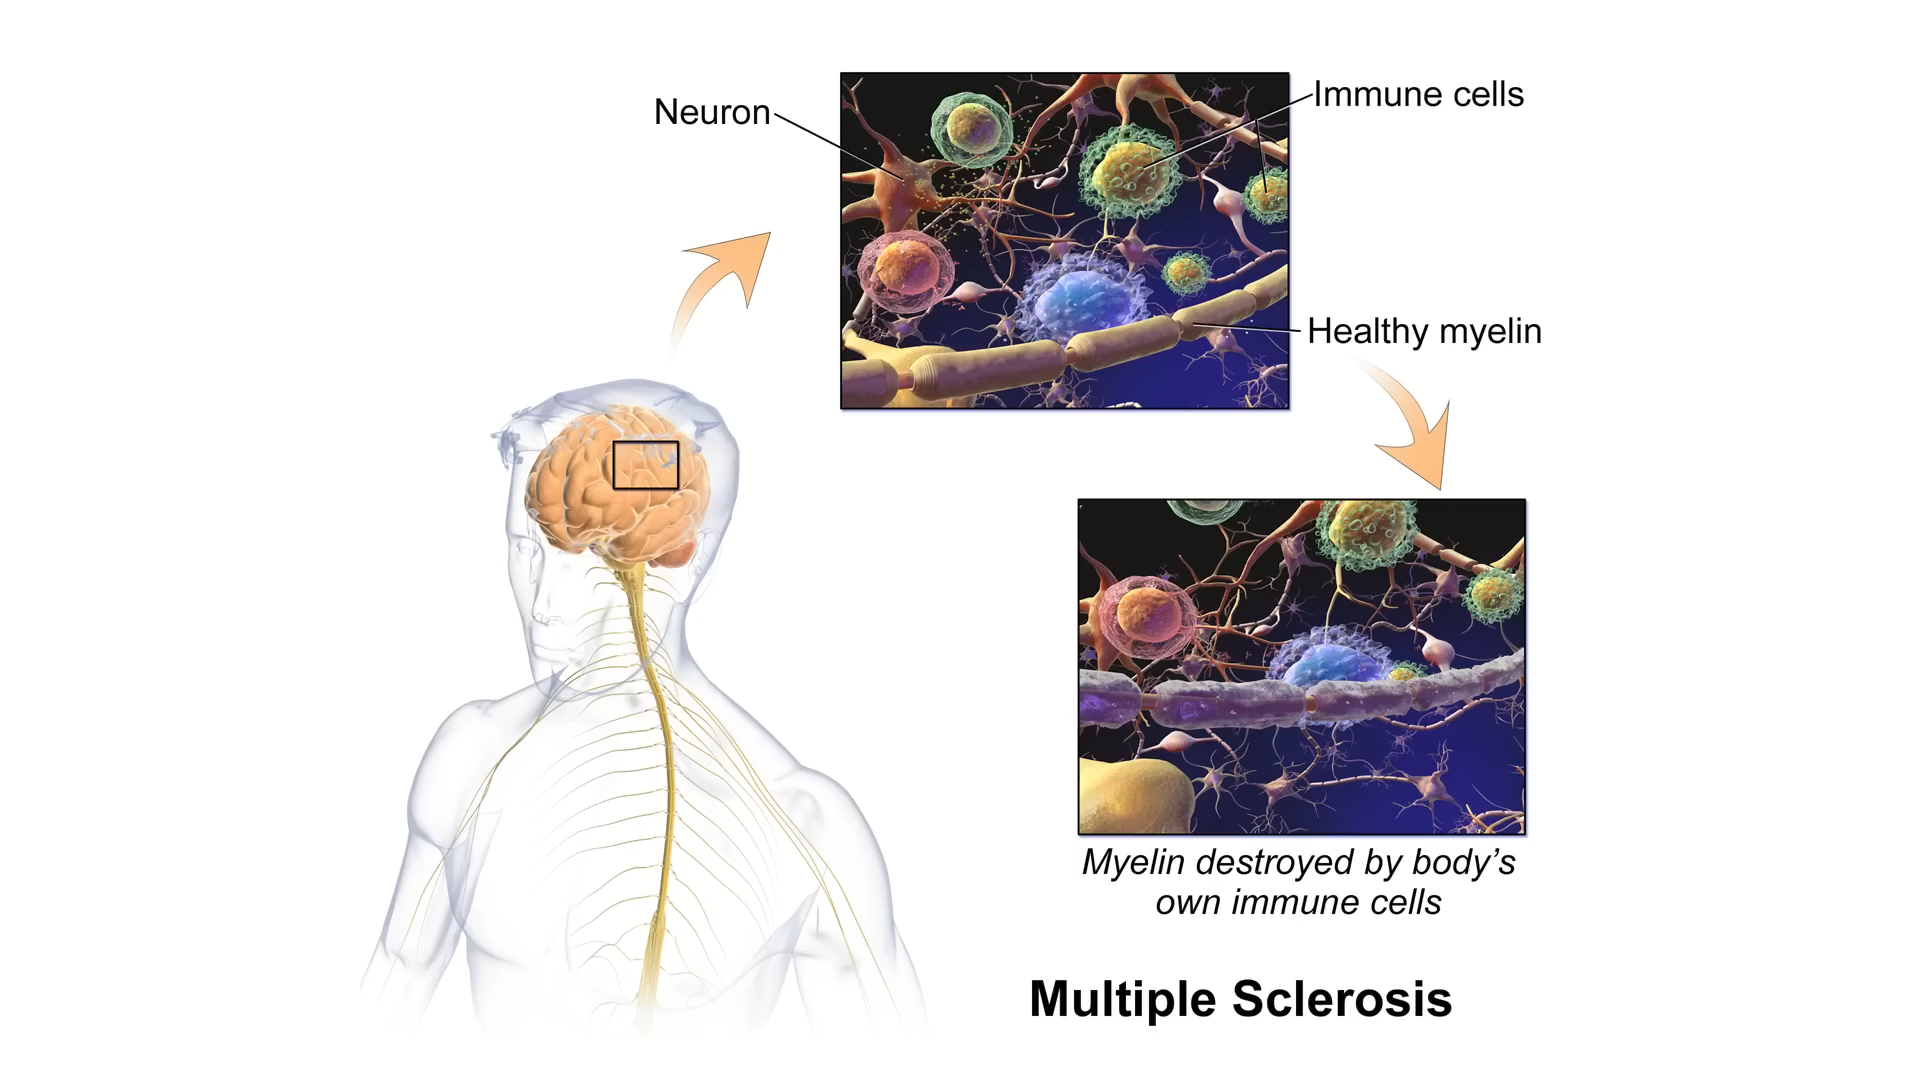 Neuron
Immune cells
Healthy myelin
Myelin destroyed by body’s
own immune cells
Multiple Sclerosis